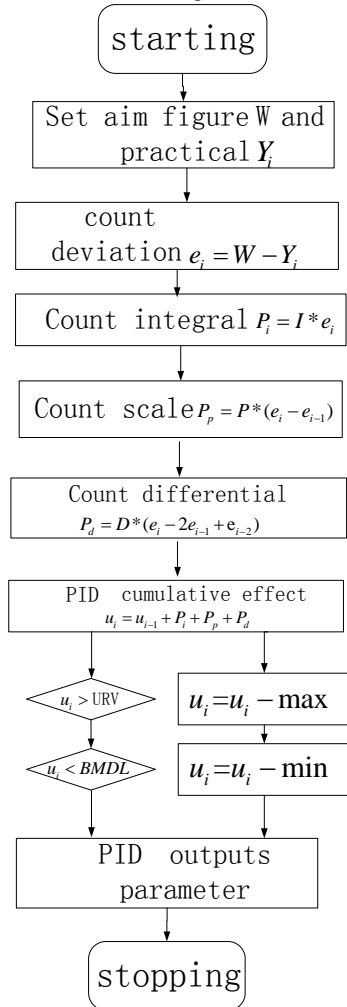 starting
Set aim figure W and
practical Y_i
count
deviation e_i = W − Y_i
Count integral P_i = I * e_i
Count scale P_p = P * (e_i − e_{i−1})
Count differential
P_d = D * (e_i − 2e_{i−1} + e_{i−2})
PID cumulative effect
u_i = u_{i−1} + P_i + P_p + P_d
u_i > URV
u_i = u_i − max
u_i < BMDL
u_i = u_i − min
PID outputs
parameter
stopping